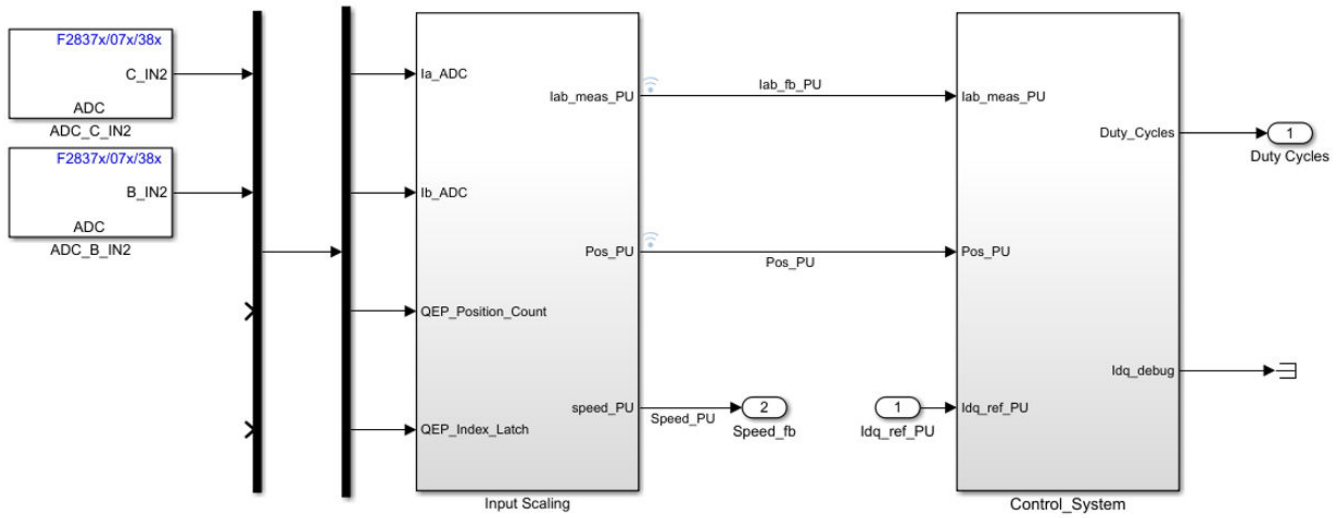 F2837x/07x/38x
C_IN2
ADC
ADC_C_IN2
F2837x/07x/38x
B_IN2
ADC
ADC_B_IN2
Ia_ADC
Ib_ADC
QEP_Position_Count
QEP_Index_Latch
Iab_meas_PU
Pos_PU
speed_PU
Input Scaling
Iab_fb_PU
Pos_PU
Speed_PU
2
Speed_fb
1
Idq_ref_PU
Iab_meas_PU
Pos_PU
Idq_ref_PU
Duty_Cycles
Idq_debug
Control_System
1
Duty Cycles